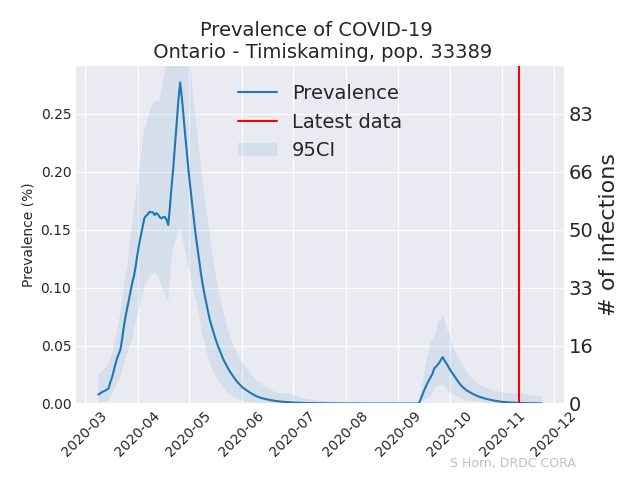 Prevalence of COVID-19
Ontario - Timiskaming, pop. 33389
Prevalence
Latest data
95CI
Prevalence (%)
0.25
0.20
0.15
0.10
0.05
0.00
83
66
50
33
16
0
# of infections
2020-03
2020-04
2020-05
2020-06
2020-07
2020-08
2020-09
2020-10
2020-11
2020-12
S Horn, DRDC CORA